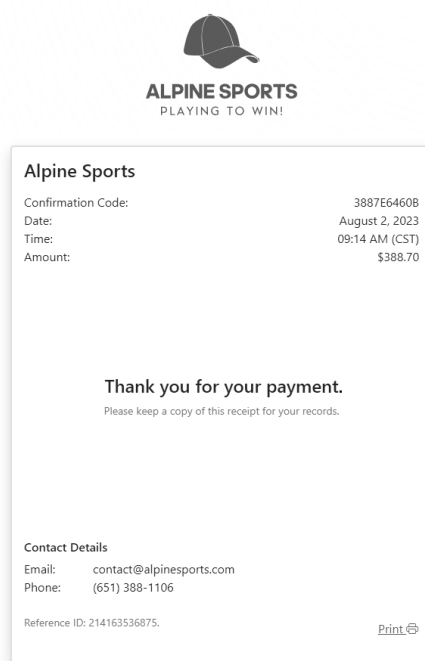 ALPINE SPORTS
PLAYING TO WIN!
Alpine Sports
Confirmation Code: 3887E6460B
Date: August 2, 2023
Time: 09:14 AM (CST)
Amount: $388.70
Thank you for your payment.
Please keep a copy of this receipt for your records.
Contact Details
Email: contact@alpinesports.com
Phone: (651) 388-1106
Reference ID: 214163536875.
Print